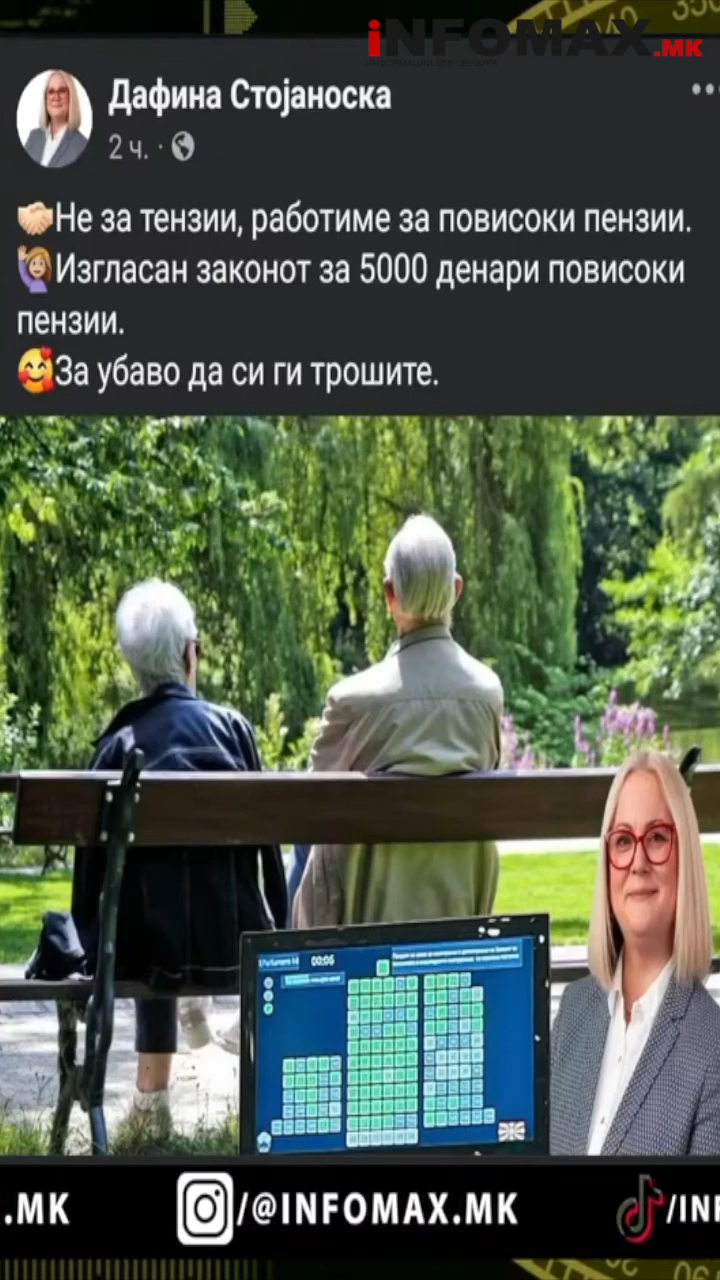 iNFOMAX.MK
Дафина Стојаноска
2 ч.
Не за тензии, работиме за повисоки пензии.
Изгласан законот за 5000 денари повисоки
пензии.
За убаво да си ги трошите.
00:05
.MK
/@INFOMAX.MK
/INF